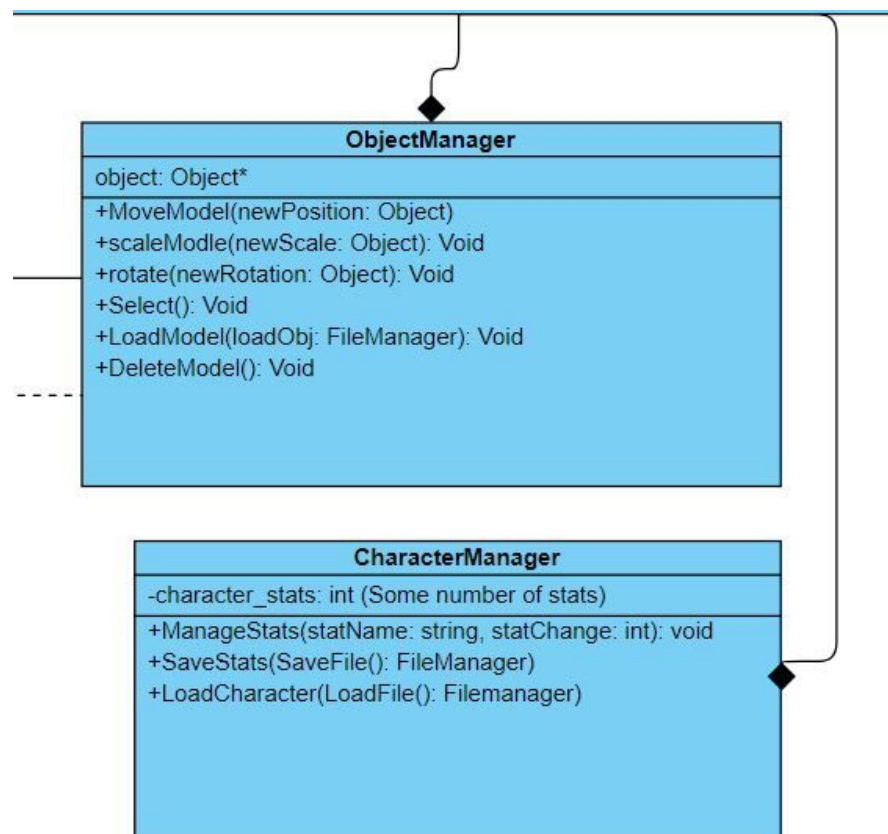 ObjectManager
object: Object*
+MoveModel(newPosition: Object)
+scaleModle(newScale: Object): Void
+rotate(newRotation: Object): Void
+Select(): Void
+LoadModel(loadObj: FileManager): Void
+DeleteModel(): Void
CharacterManager
-character_stats: int (Some number of stats)
+ManageStats(statName: string, statChange: int): void
+SaveStats(SaveFile(): FileManager)
+LoadCharacter(LoadFile(): Filemanager)